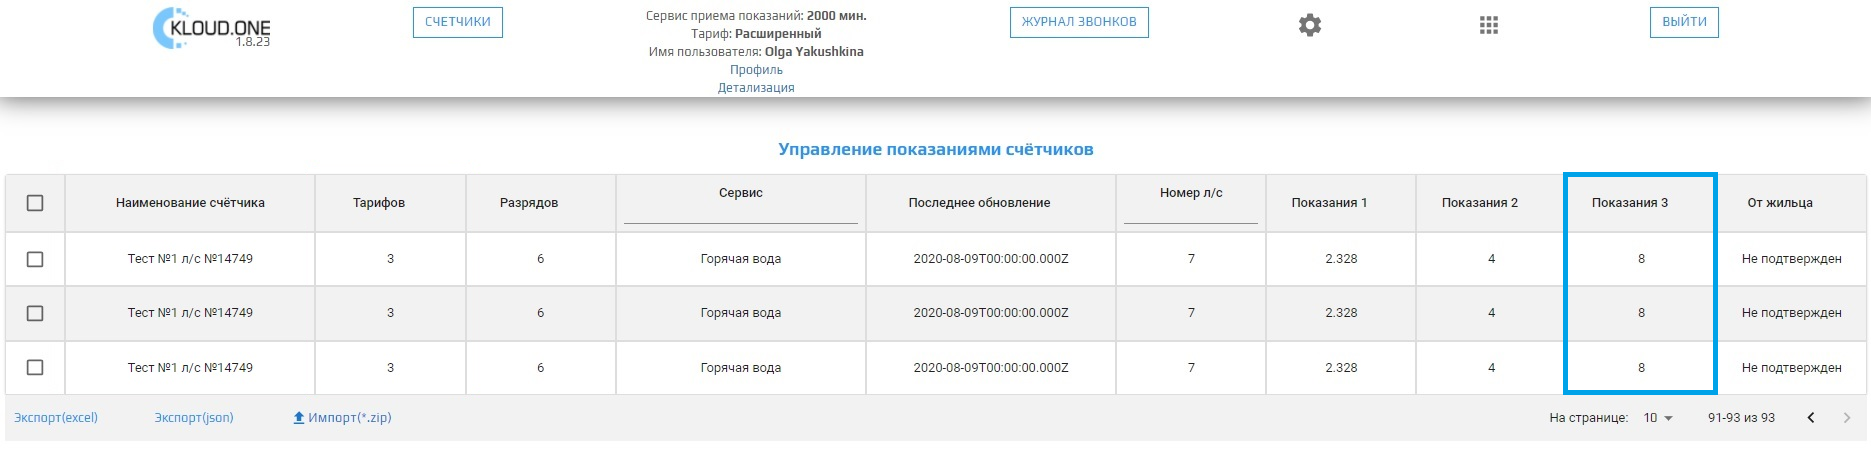 KLOUD.ONE
1.8.23
СЧЕТЧИКИ
Сервис приема показаний: 2000 мин.
Тариф: Расширенный
Имя пользователя: Olga Yakushkina
Профиль
Детализация
ЖУРНАЛ ЗВОНКОВ
ВЫЙТИ
Управление показаниями счётчиков
Наименование счётчика Тарифов Разрядов Сервис Последнее обновление Номер л/с Показания 1 Показания 2 Показания 3 От жильца
Тест №1 л/с №14749 3 6 Горячая вода 2020-08-09T00:00:00.000Z 7 2.328 4 8 Не подтвержден
Тест №1 л/с №14749 3 6 Горячая вода 2020-08-09T00:00:00.000Z 7 2.328 4 8 Не подтвержден
Тест №1 л/с №14749 3 6 Горячая вода 2020-08-09T00:00:00.000Z 7 2.328 4 8 Не подтвержден
Экспорт(excel) Экспорт(json) Импорт(*.zip) На странице: 10 91-93 из 93